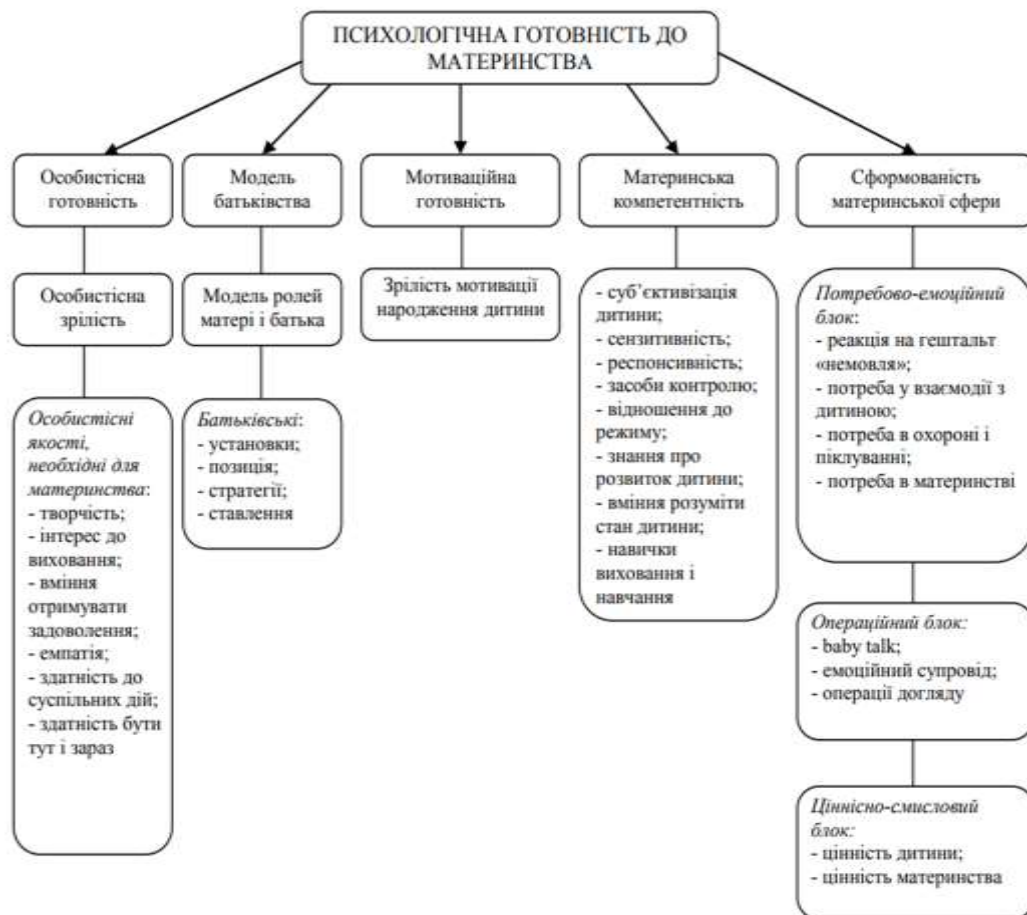 ПСИХОЛОГІЧНА ГОТОВНІСТЬ ДО
МАТЕРИНСТВА
Особистісна
готовність
Модель
батьківства
Мотиваційна
готовність
Материнська
компетентність
Сформованість
материнської сфери
Особистісна
зрілість
Модель ролей
матері і батька
Зрілість мотивації
народження дитини
Особистісні
якості,
необхідні для
материнства:
- творчість;
- інтерес до
виховання;
- вміння
отримувати
задоволення;
- емпатія;
- здатність до
суспільних дій;
- здатність бути
тут і зараз
Батьківські:
- установки;
- позиція;
- стратегії;
- ставлення
- суб’єктивізація
дитини;
- сензитивність;
- респонсивність;
- засоби контролю;
- відношення до
режиму;
- знання про
розвиток дитини;
- вміння розуміти
стан дитини;
- навички
виховання і
навчання
Потребово-емоційний
блок:
- реакція на гештальт
«немовля»;
- потреба у взаємодії з
дитиною;
- потреба в охороні і
піклуванні;
- потреба в материнстві
Операційний блок:
- baby talk;
- емоційний супровід;
- операції догляду
Ціннісно-смисловий
блок:
- цінність дитини;
- цінність материнства